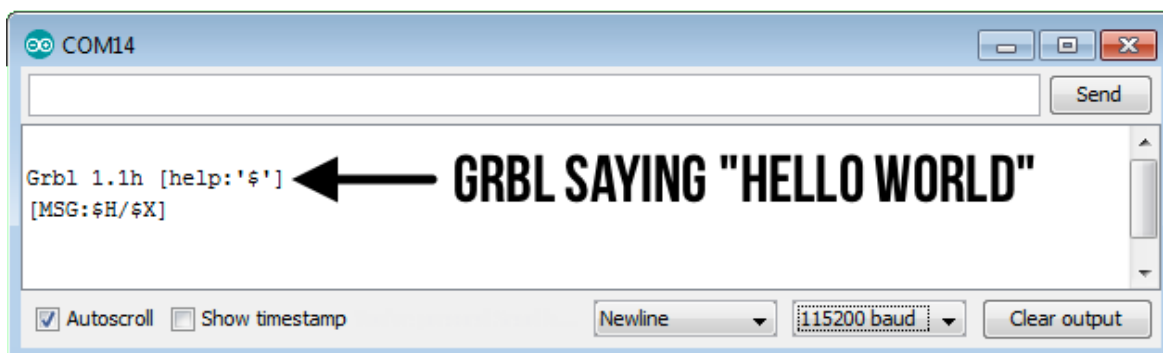 COM14
Send
Grbl 1.1h [help:'$']
GRBL SAYING "HELLO WORLD"
[MSG:$H/$X]
Autoscroll
Show timestamp
Newline
115200 baud
Clear output